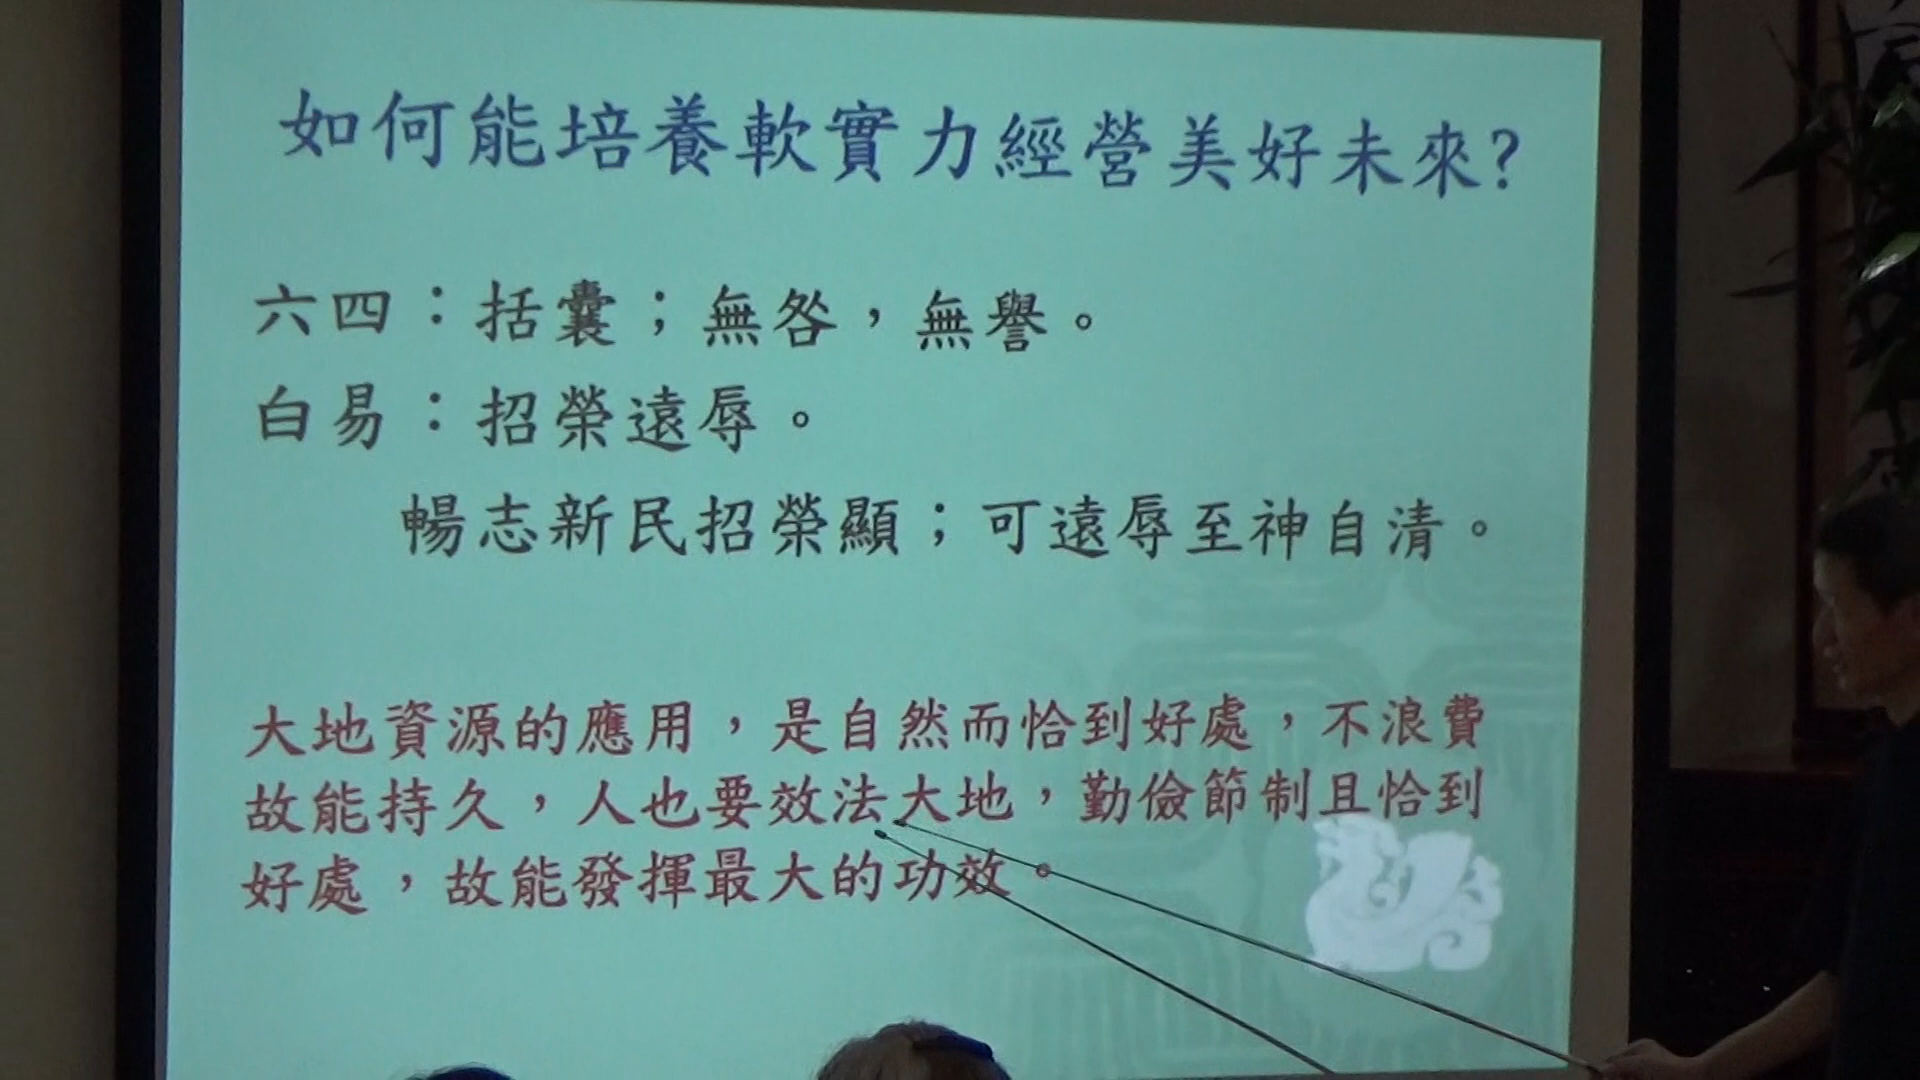 如何能培養軟實力經營美好未來?
六四：括囊；無咎，無譽。
白易：招榮遠辱。
暢志新民招榮顯；可遠辱至神自清。
大地資源的應用，是自然而恰到好處，不浪費
故能持久，人也要效法大地，勤儉節制且恰到
好處，故能發揮最大的功效。